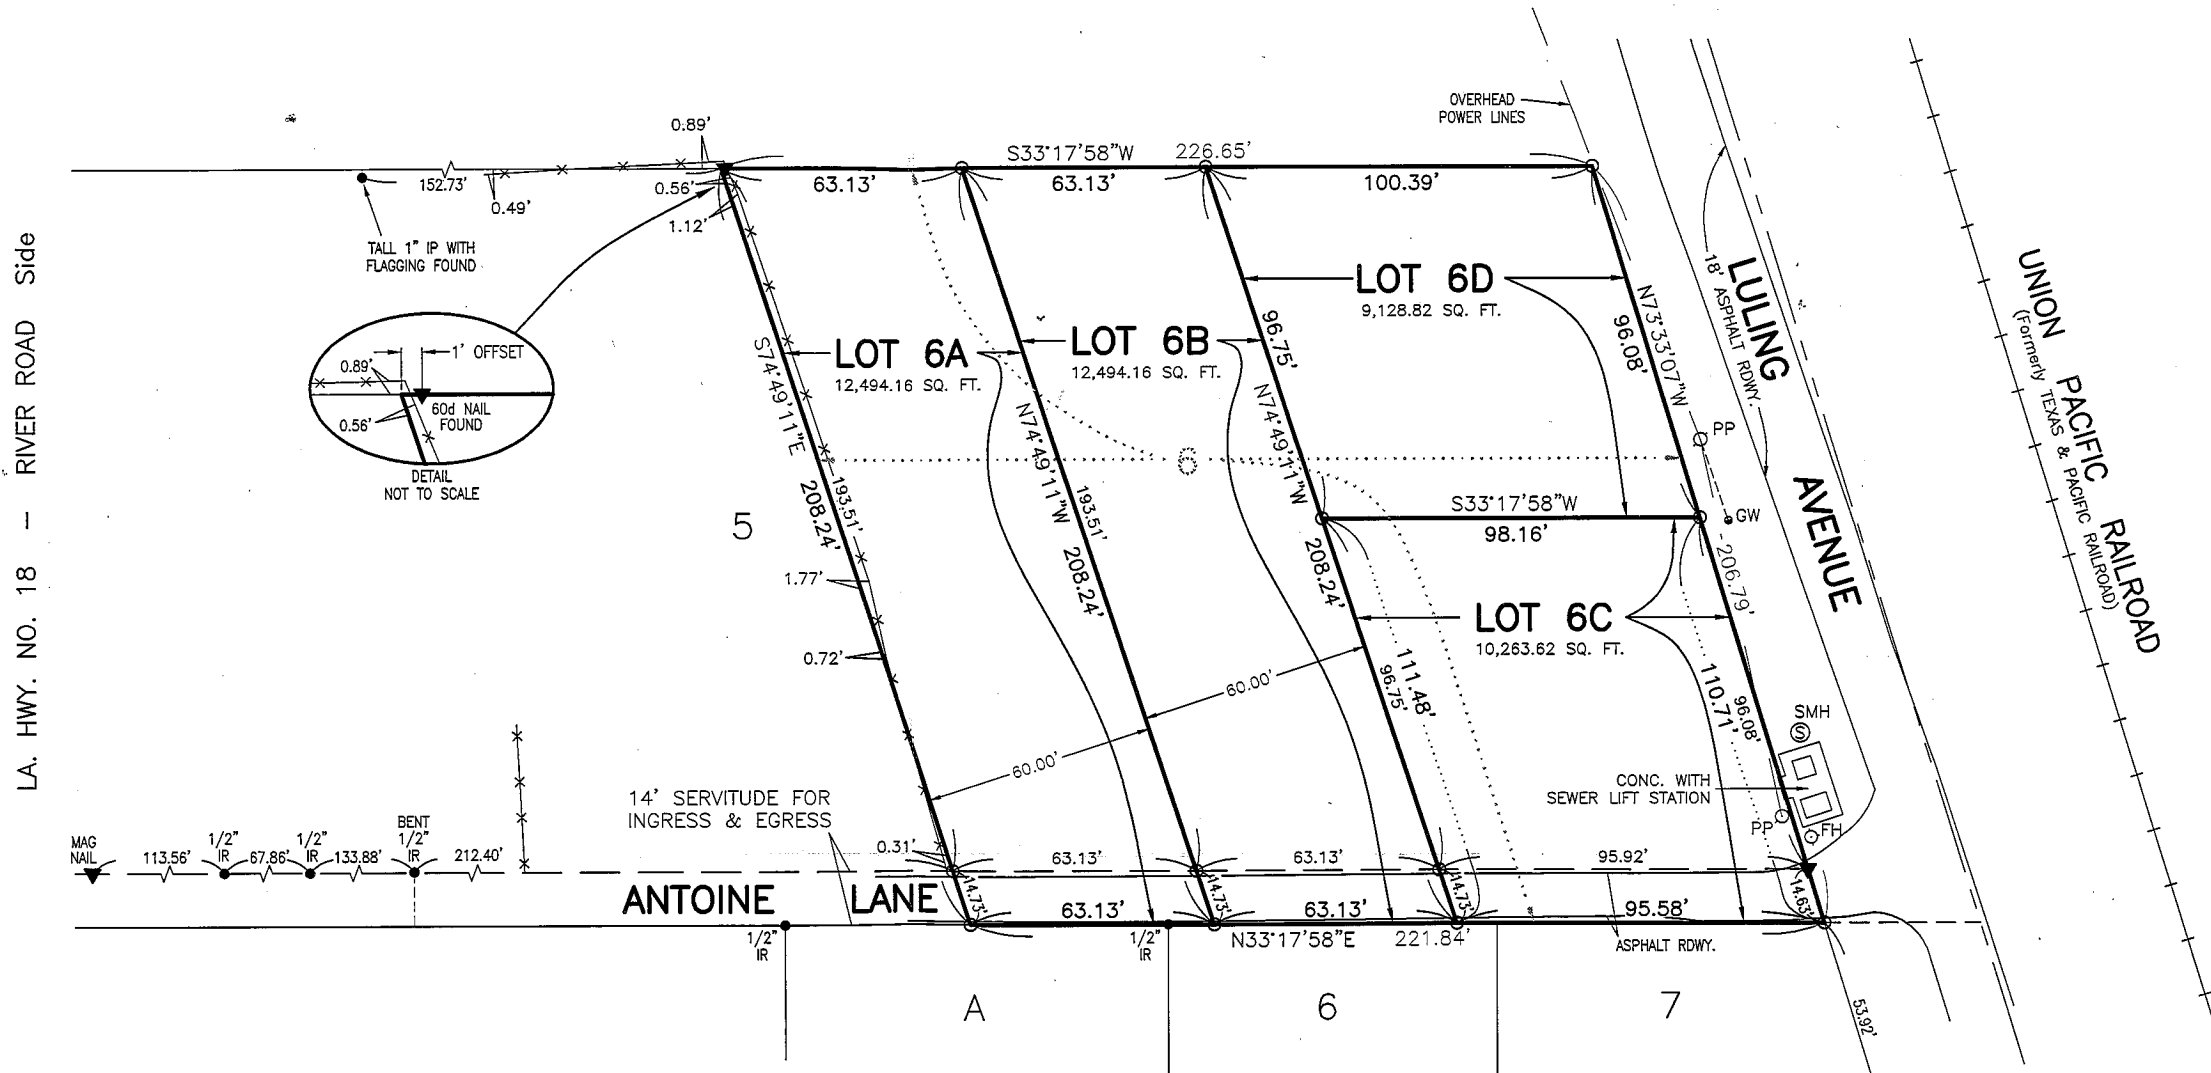 LA. HWY. NO. 18 – RIVER ROAD Side
0.89'
152.73'
0.49'
0.56'
1.12'
TALL 1" IP WITH
FLAGGING FOUND
S33°17'58"W 226.65'
63.13'
63.13'
100.39'
OVERHEAD
POWER LINES
0.89'
1' OFFSET
60d NAIL
FOUND
0.56'
DETAIL
NOT TO SCALE
LOT 6A
12,494.16 SQ. FT.
LOT 6B
12,494.16 SQ. FT.
LOT 6D
9,128.82 SQ. FT.
S74°49'11"E 208.24'
193.51'
N74°49'11"W 208.24'
193.51'
96.75'
N74°49'11"W 208.24'
N73°33'07"W
96.08'
206.79'
LULING
AVENUE
18' ASPHALT RDWY.
UNION PACIFIC RAILROAD
(Formerly TEXAS & PACIFIC RAILROAD)
PP
GW
S33°17'58"W
98.16'
5
1.77'
0.72'
LOT 6C
10,263.62 SQ. FT.
60.00'
60.00'
111.48'
96.75'
110.71'
96.08'
SMH
S
CONC. WITH
SEWER LIFT STATION
PP
FH
14' SERVITUDE FOR
INGRESS & EGRESS
0.31'
63.13'
63.13'
95.92'
MAG
NAIL
113.56'
1/2"
IR
67.86'
1/2"
IR
133.88'
BENT
1/2"
IR
212.40'
ANTOINE LANE
14.73'
14.73'
14.73'
14.63'
63.13'
63.13'
95.58'
1/2"
IR
1/2"
IR
N33°17'58"E 221.84'
ASPHALT RDWY.
A
6
7
53.92'